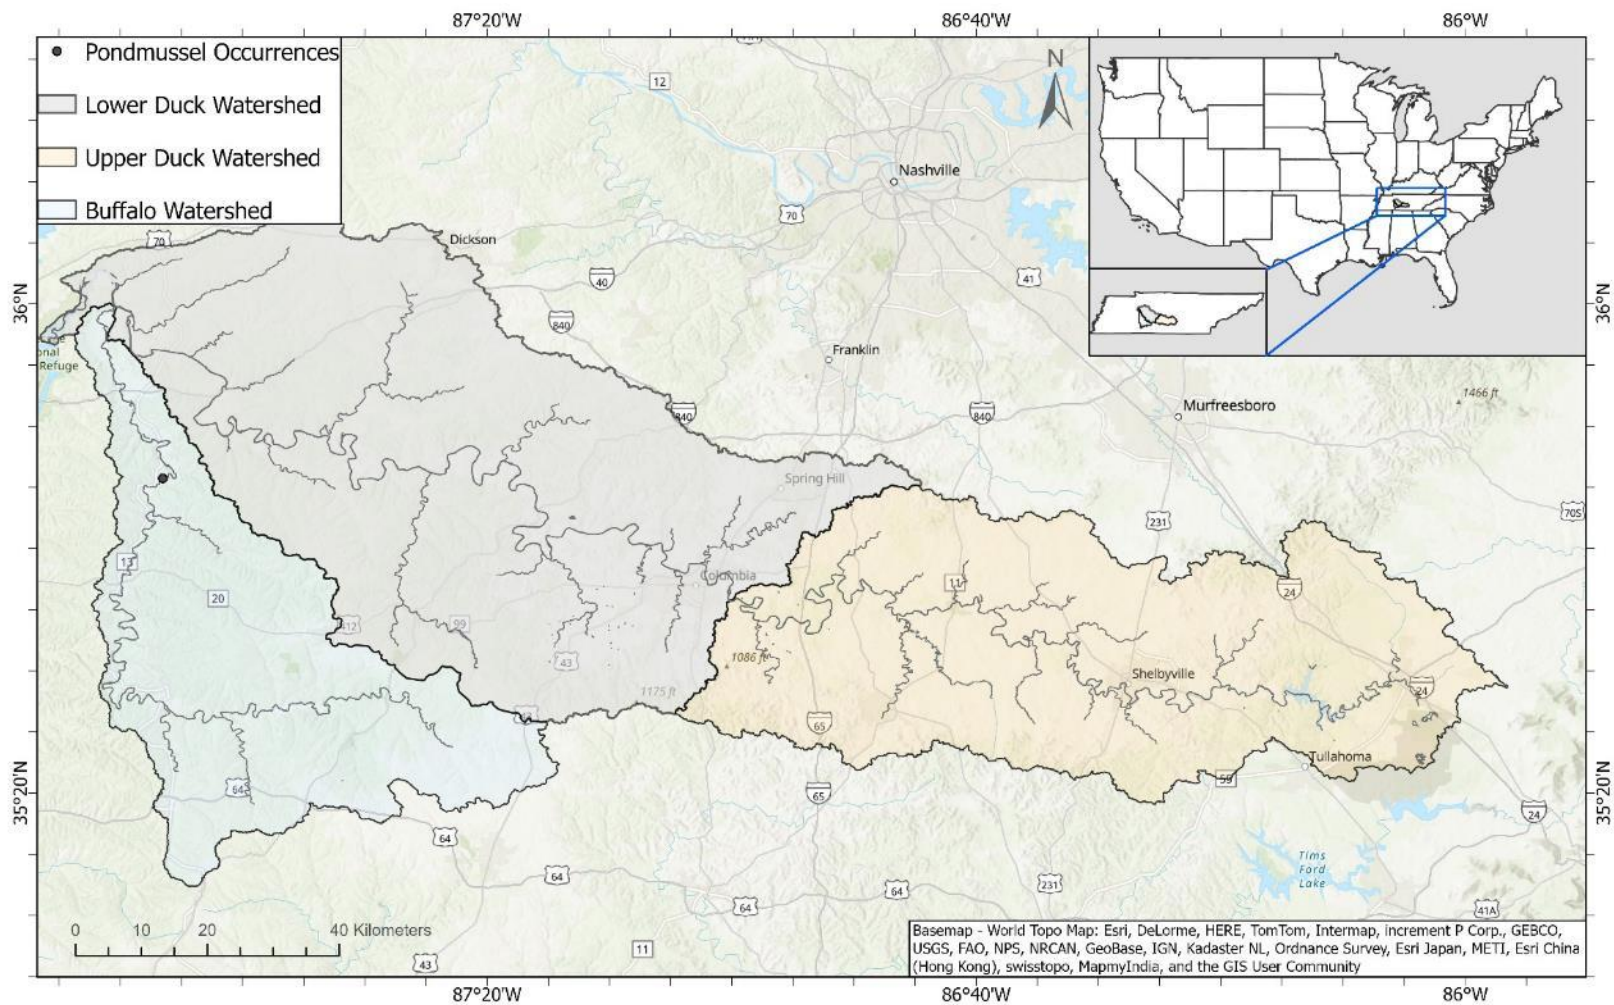 87°20'W
86°40'W
86°W
Pondmussel Occurrences
Lower Duck Watershed
Upper Duck Watershed
Buffalo Watershed
N
12
Nashville
70
70
Dickson
40
41
36°N
36°N
840
onal
Refuge
Franklin
840
840
1466 ft
Murfreesboro
Spring Hill
231
70S
13
Columbia
11
24
20
99
43
1086 ft
1175 ft
Shelbyville
24
65
64
Tullahoma
55
35°20'N
35°20'N
65
24
64
64
64
64
231
Tims
Ford
Lake
41A
0 10 20 40 Kilometers
11
43
Basemap - World Topo Map: Esri, DeLorme, HERE, TomTom, Intermap, increment P Corp., GEBCO,
USGS, FAO, NPS, NRCAN, GeoBase, IGN, Kadaster NL, Ordnance Survey, Esri Japan, METI, Esri China
(Hong Kong), swisstopo, MapmyIndia, and the GIS User Community
87°20'W
86°40'W
86°W